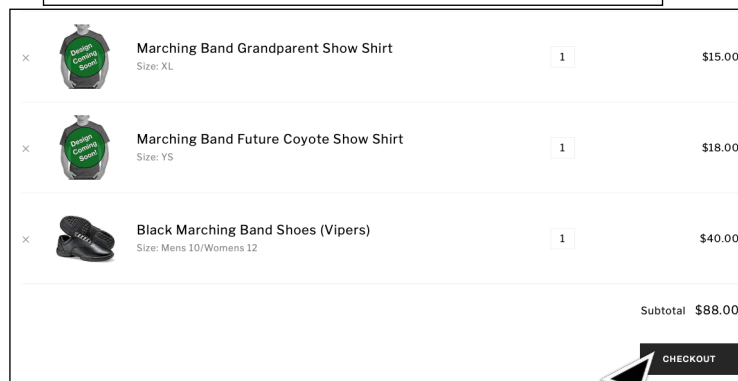 Design
Coming
Soon!
Marching Band Grandparent Show Shirt
Size: XL
1
$15.00
Design
Coming
Soon!
Marching Band Future Coyote Show Shirt
Size: YS
1
$18.00
Black Marching Band Shoes (Vipers)
Size: Mens 10/Womens 12
1
$40.00
Subtotal $88.00
CHECKOUT